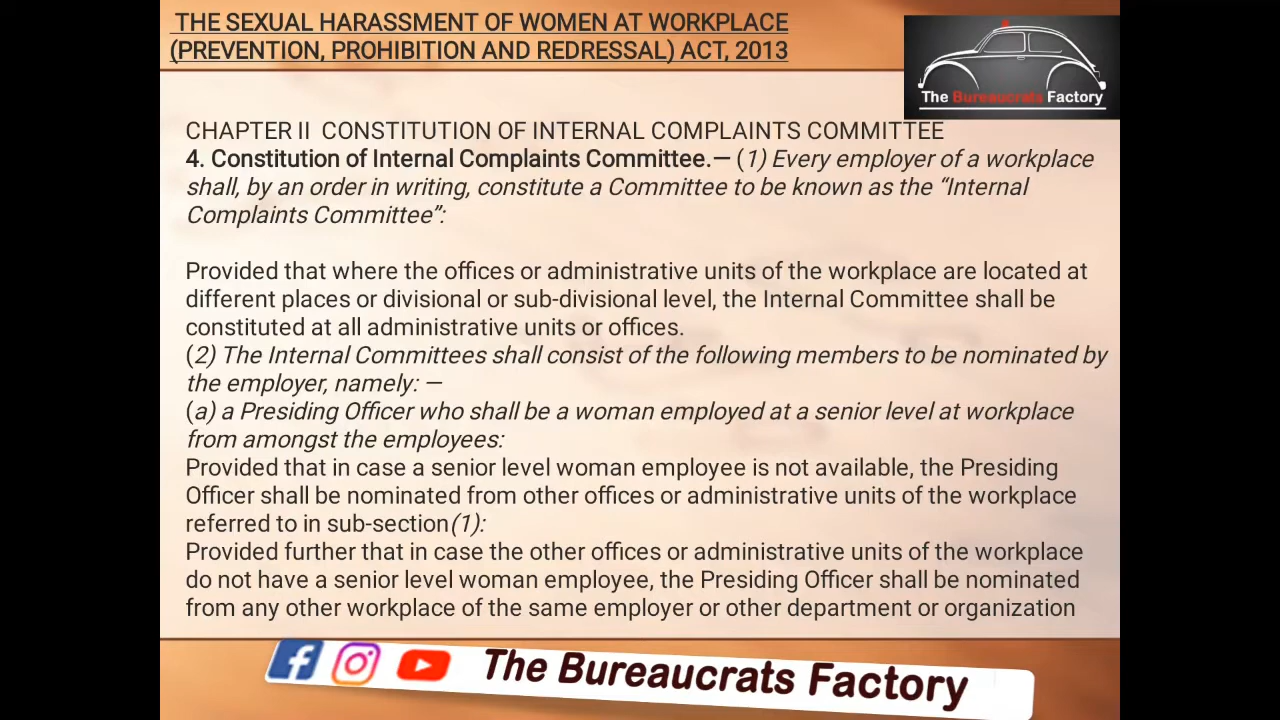 THE SEXUAL HARASSMENT OF WOMEN AT WORKPLACE
(PREVENTION, PROHIBITION AND REDRESSAL) ACT, 2013
The Bureaucrats Factory
CHAPTER II CONSTITUTION OF INTERNAL COMPLAINTS COMMITTEE
4. Constitution of Internal Complaints Committee.— (1) Every employer of a workplace
shall, by an order in writing, constitute a Committee to be known as the “Internal
Complaints Committee”:
Provided that where the offices or administrative units of the workplace are located at
different places or divisional or sub-divisional level, the Internal Committee shall be
constituted at all administrative units or offices.
(2) The Internal Committees shall consist of the following members to be nominated by
the employer, namely: —
(a) a Presiding Officer who shall be a woman employed at a senior level at workplace
from amongst the employees:
Provided that in case a senior level woman employee is not available, the Presiding
Officer shall be nominated from other offices or administrative units of the workplace
referred to in sub-section(1):
Provided further that in case the other offices or administrative units of the workplace
do not have a senior level woman employee, the Presiding Officer shall be nominated
from any other workplace of the same employer or other department or organization
The Bureaucrats Factory